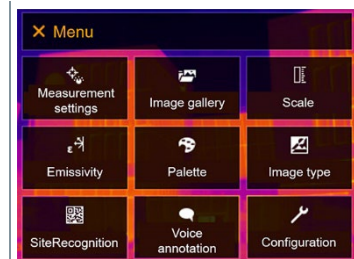 Menu
Measurement
settings
Image gallery
Scale
Emissivity
Palette
Image type
SiteRecognition
Voice
annotation
Configuration